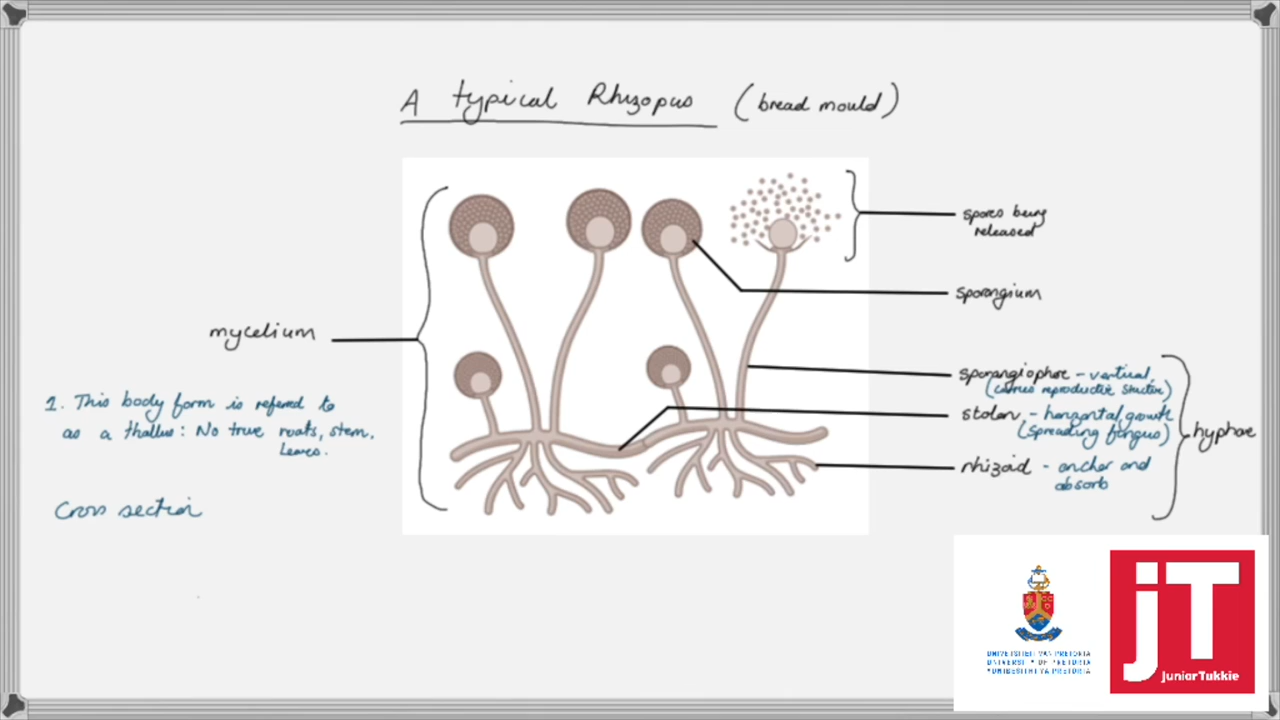 A typical Rhizopus (bread mould)
spores being
released
sporangium
mycelium
sporangiophore - vertical
(carries reproductive structure)
stolon - horizontal growth
(spreading fungus)
rhizoid - anchor and
absorb
hyphae
1. This body form is referred to
as a thallus: No true roots, stem,
leaves.
Cross section
UNIVERSITEIT VAN PRETORIA
UNIVERSITY OF PRETORIA
YUNIBESITHI YA PRETORIA
jT
JuniorTukkie